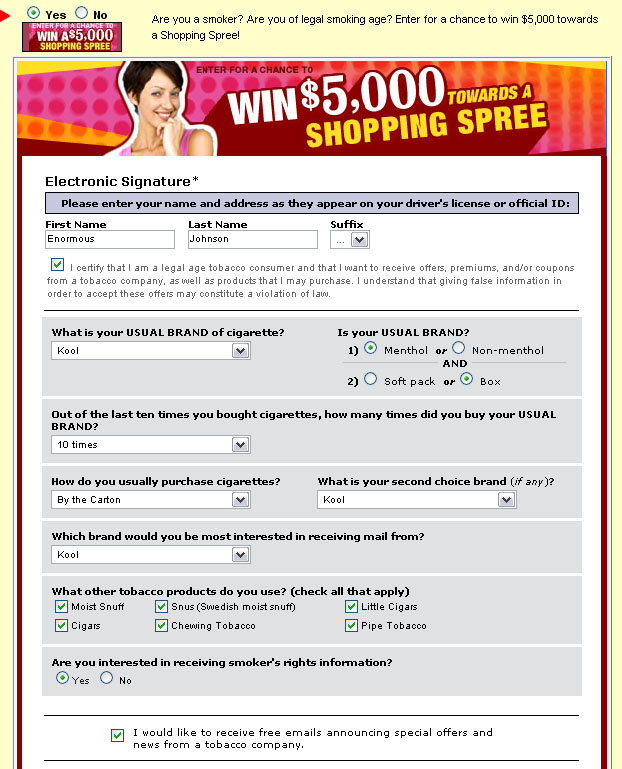 Yes No
Are you a smoker? Are you of legal smoking age? Enter for a chance to win $5,000 towards
a Shopping Spree!
ENTER FOR A CHANCE TO
WIN A$5,000
SHOPPING SPREE
ENTER FOR A CHANCE TO
WIN $5,000 TOWARDS A
SHOPPING SPREE
Electronic Signature*
Please enter your name and address as they appear on your driver's license or official ID:
First Name Last Name Suffix
Enormous Johnson ...
I certify that I am a legal age tobacco consumer and that I want to receive offers, premiums, and/or coupons
from a tobacco company, as well as products that I may purchase. I understand that giving false information in
order to accept these offers may constitute a violation of law.
What is your USUAL BRAND of cigarette? Is your USUAL BRAND?
Kool 1) Menthol or Non-menthol
AND
2) Soft pack or Box
Out of the last ten times you bought cigarettes, how many times did you buy your USUAL
BRAND?
10 times
How do you usually purchase cigarettes? What is your second choice brand (if any)?
By the Carton Kool
Which brand would you be most interested in receiving mail from?
Kool
What other tobacco products do you use? (check all that apply)
Moist Snuff Snus (Swedish moist snuff) Little Cigars
Cigars Chewing Tobacco Pipe Tobacco
Are you interested in receiving smoker's rights information?
Yes No
I would like to receive free emails announcing special offers and
news from a tobacco company.